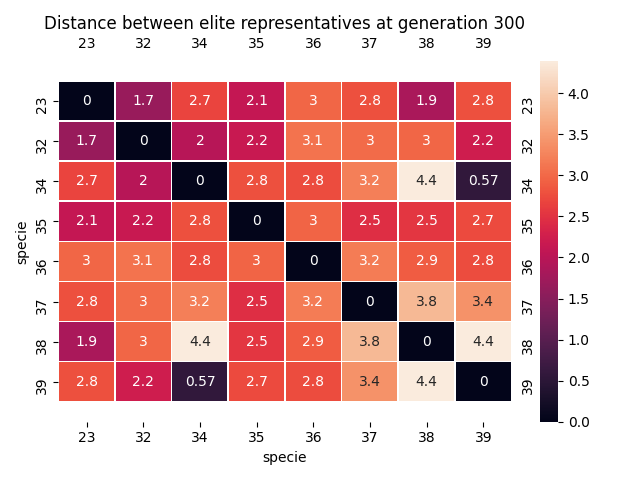 Distance between elite representatives at generation 300
23 32 34 35 36 37 38 39
23 0 1.7 2.7 2.1 3 2.8 1.9 2.8 23
32 1.7 0 2 2.2 3.1 3 3 2.2 32
34 2.7 2 0 2.8 2.8 3.2 4.4 0.57 34
35 2.1 2.2 2.8 0 3 2.5 2.5 2.7 35
36 3 3.1 2.8 3 0 3.2 2.9 2.8 36
37 2.8 3 3.2 2.5 3.2 0 3.8 3.4 37
38 1.9 3 4.4 2.5 2.9 3.8 0 4.4 38
39 2.8 2.2 0.57 2.7 2.8 3.4 4.4 0 39
23 32 34 35 36 37 38 39
specie
specie
4.0
3.5
3.0
2.5
2.0
1.5
1.0
0.5
0.0